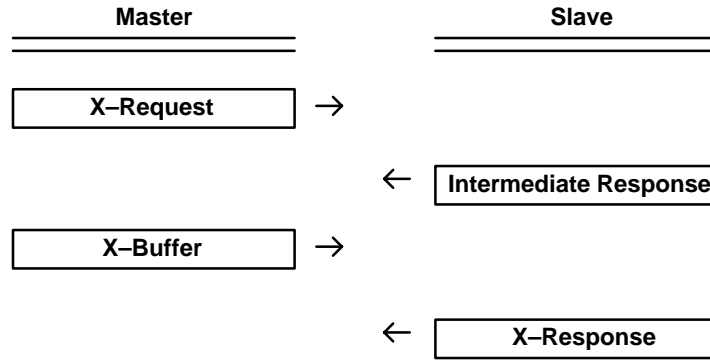 Master Slave
X–Request
Intermediate Response
X–Buffer
X–Response